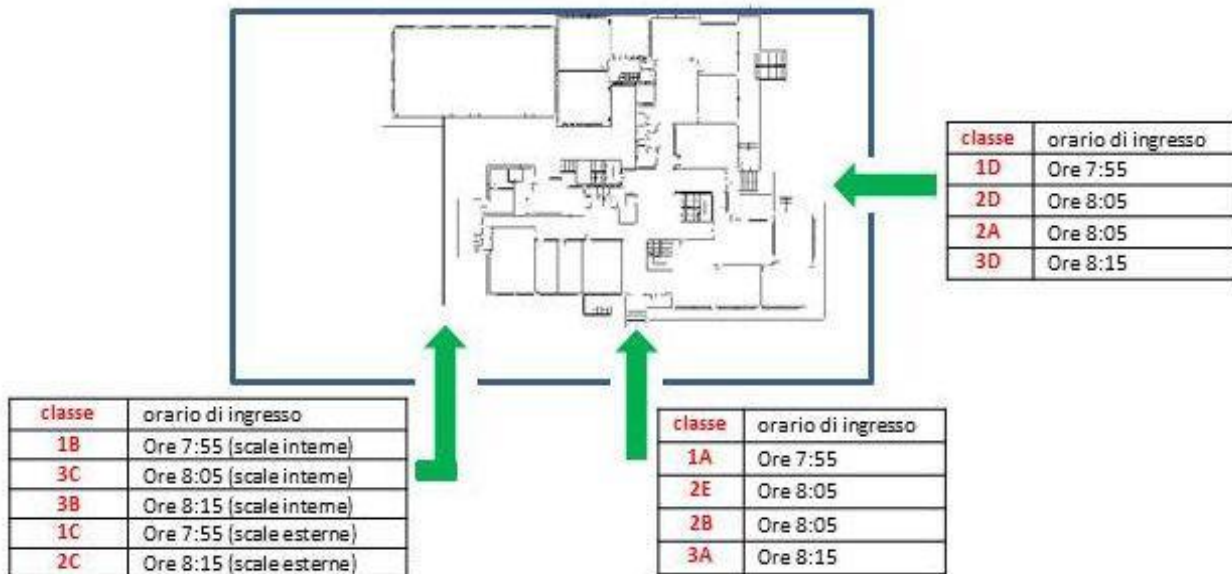 classe orario di ingresso
1D Ore 7:55
2D Ore 8:05
2A Ore 8:05
3D Ore 8:15
classe orario di ingresso
1B Ore 7:55 (scale interne)
3C Ore 8:05 (scale interne)
3B Ore 8:15 (scale interne)
1C Ore 7:55 (scale esterne)
2C Ore 8:15 (scale esterne)
classe orario di ingresso
1A Ore 7:55
2E Ore 8:05
2B Ore 8:05
3A Ore 8:15